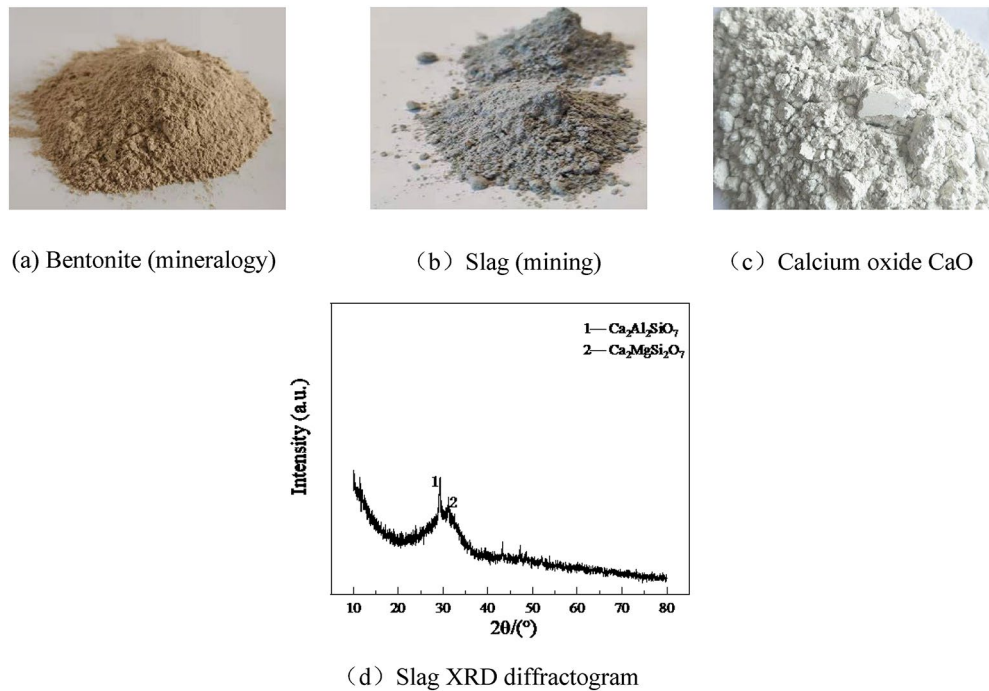 (a) Bentonite (mineralogy)
（b）Slag (mining)
（c）Calcium oxide CaO
1—Ca₂Al₂SiO₇
2—Ca₂MgSi₂O₇
Intensity (a.u.)
1
2
10 20 30 40 50 60 70 80
2θ/(°)
（d）Slag XRD diffractogram